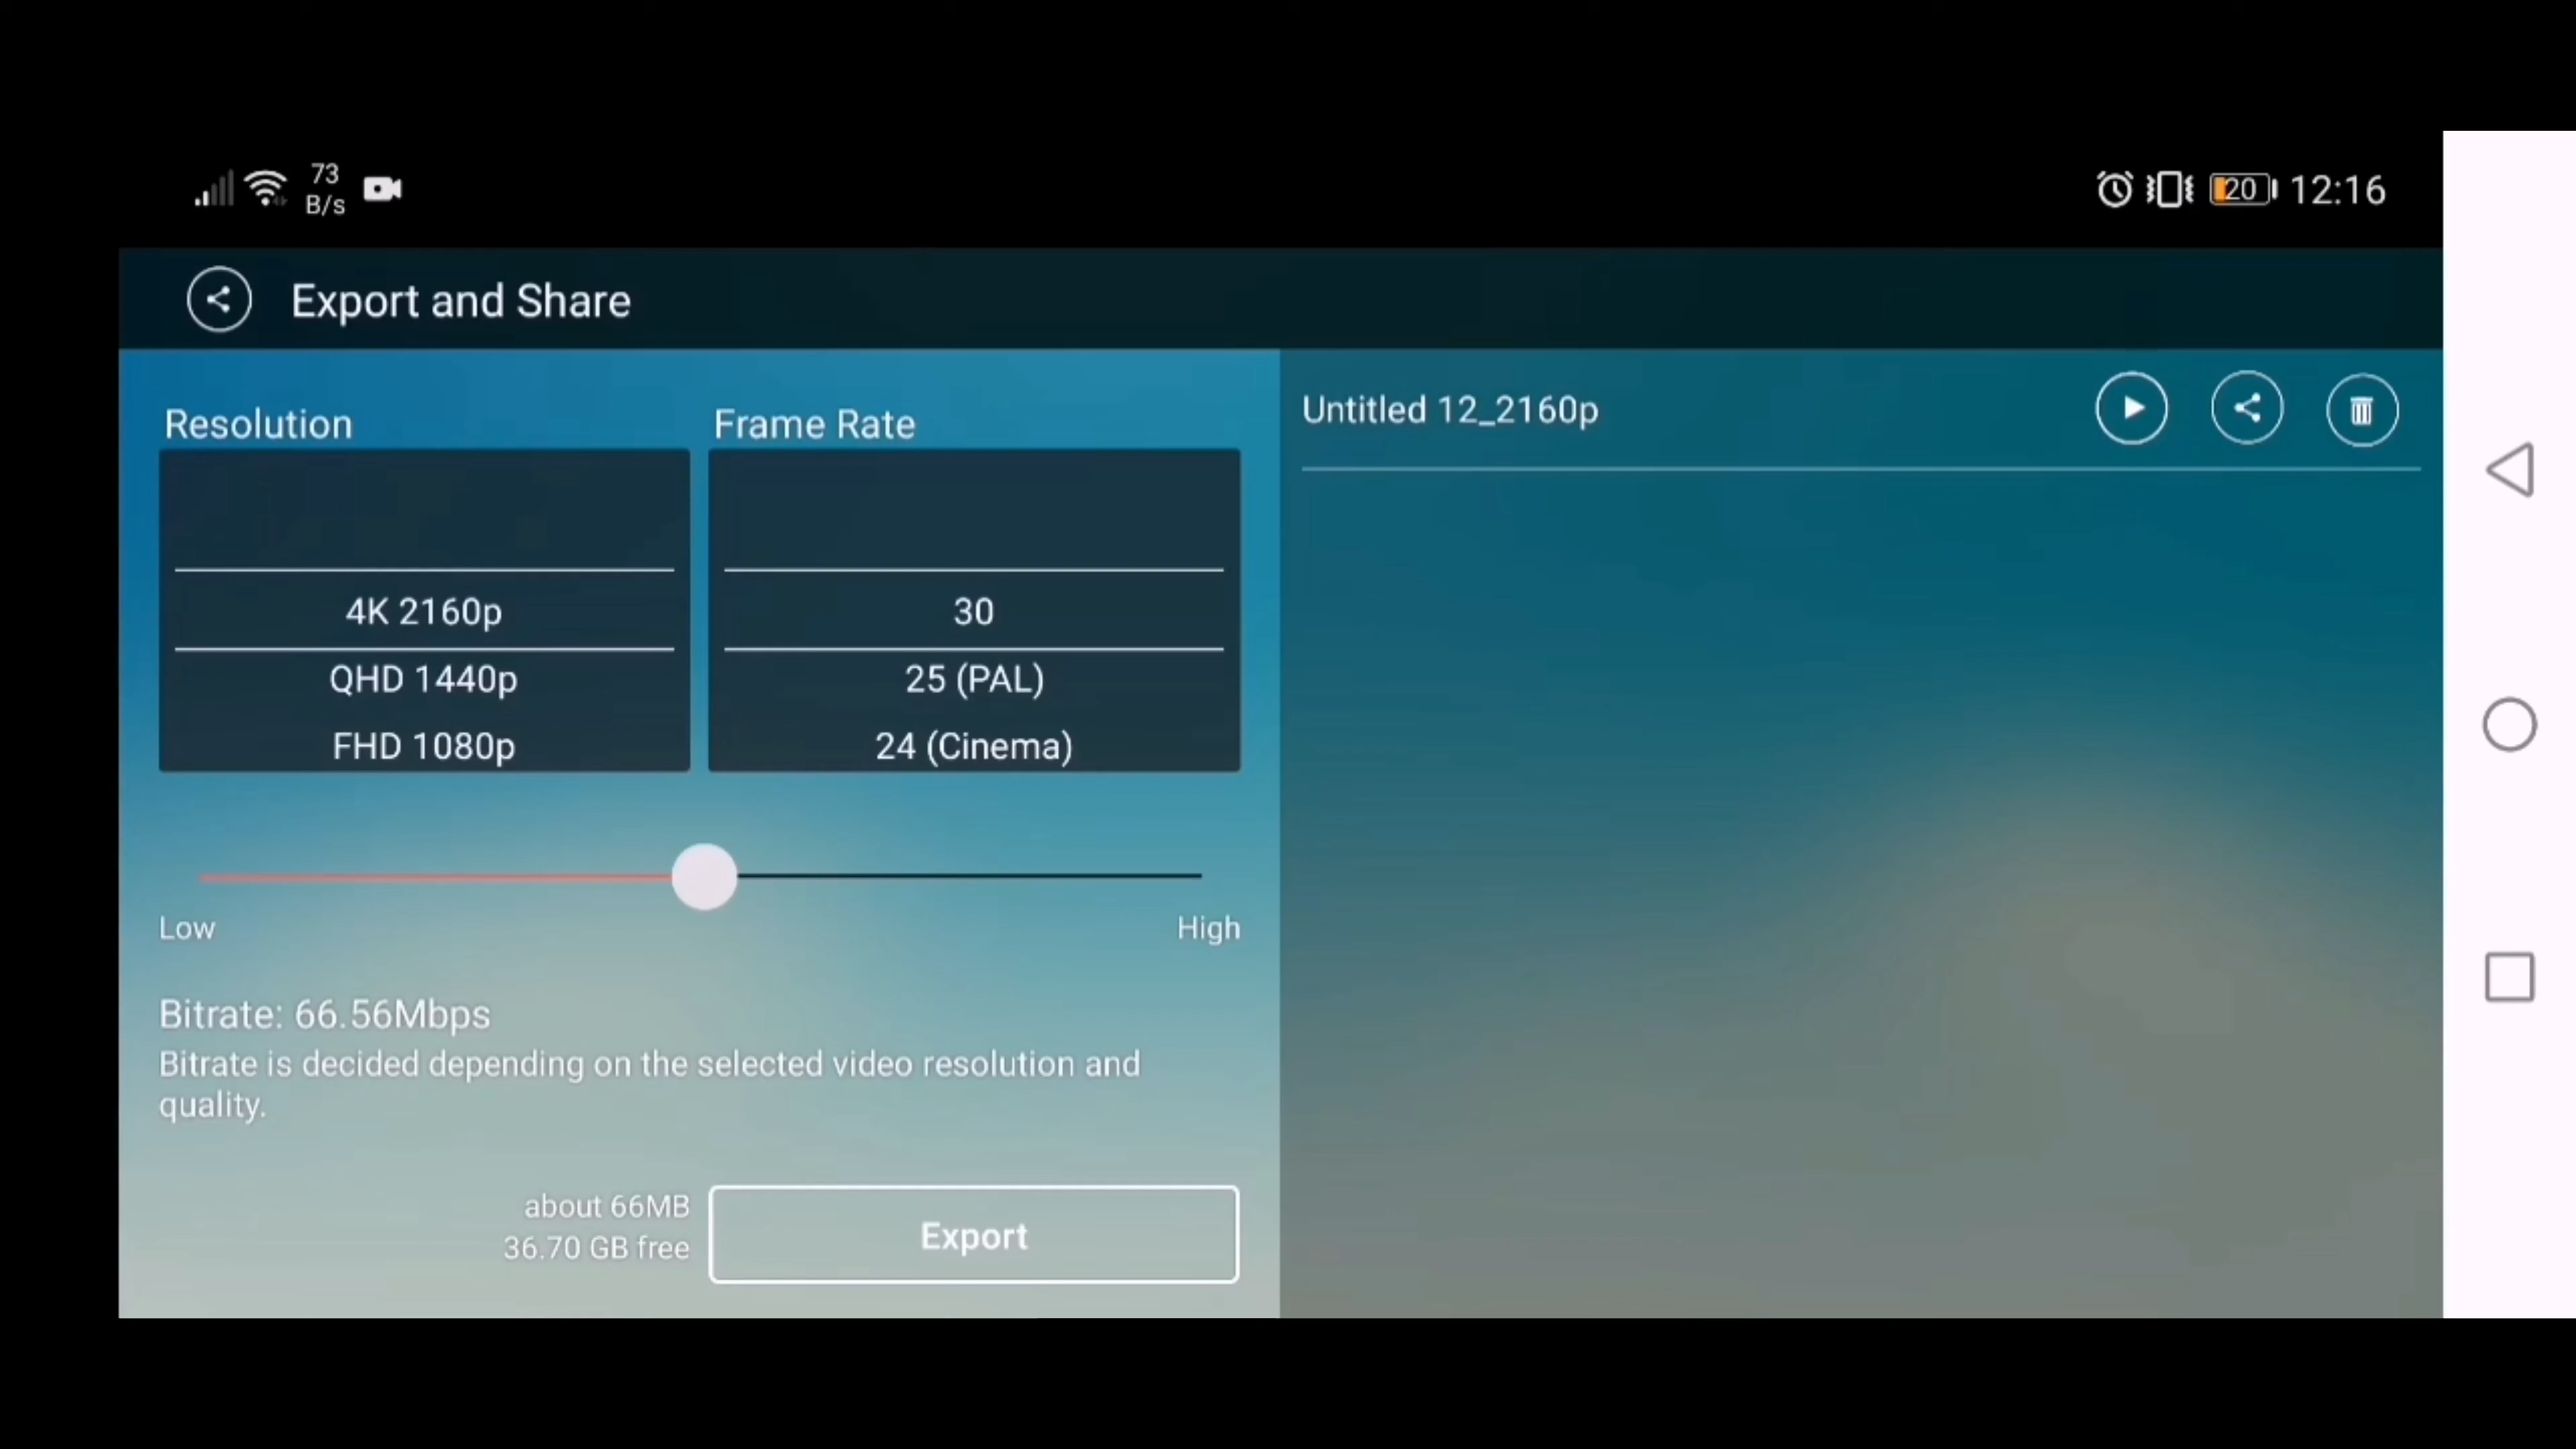 73
B/s
20
12:16
Export and Share
Resolution
Frame Rate
4K 2160p
QHD 1440p
FHD 1080p
30
25 (PAL)
24 (Cinema)
Low
High
Bitrate: 66.56Mbps
Bitrate is decided depending on the selected video resolution and
quality.
about 66MB
36.70 GB free
Export
Untitled 12_2160p